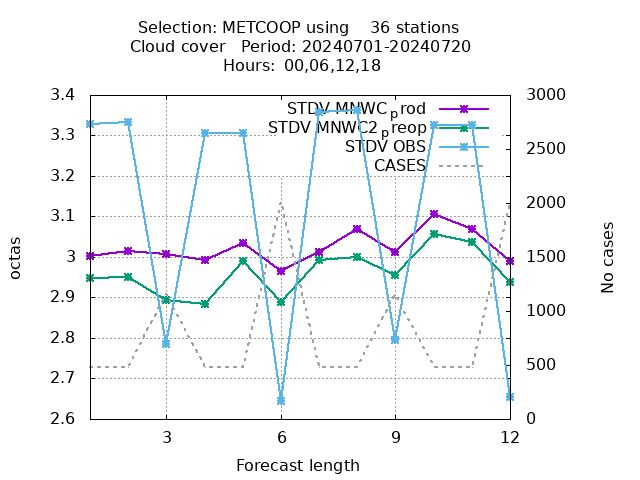 Selection: METCOOP using 36 stations
Cloud cover Period: 20240701-20240720
Hours: 00,06,12,18
STDV MNWC_prod
STDV MNWC2_preop
STDV OBS
CASES
3.4
3.3
3.2
3.1
3
2.9
2.8
2.7
2.6
octas
3000
2500
2000
1500
1000
500
0
No cases
3 6 9 12
Forecast length